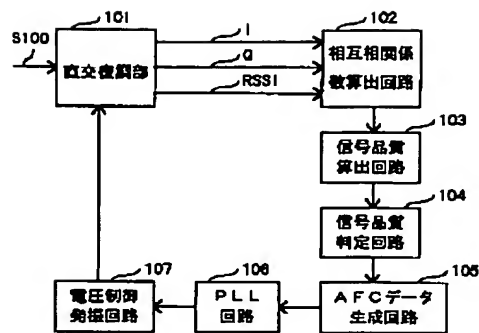 101
S100
直交復調部
I
Q
RSSI
102
相互相関係
数算出回路
103
信号品質
算出回路
104
信号品質
判定回路
105
AFCデータ
生成回路
106
PLL
回路
107
電圧制御
発振回路